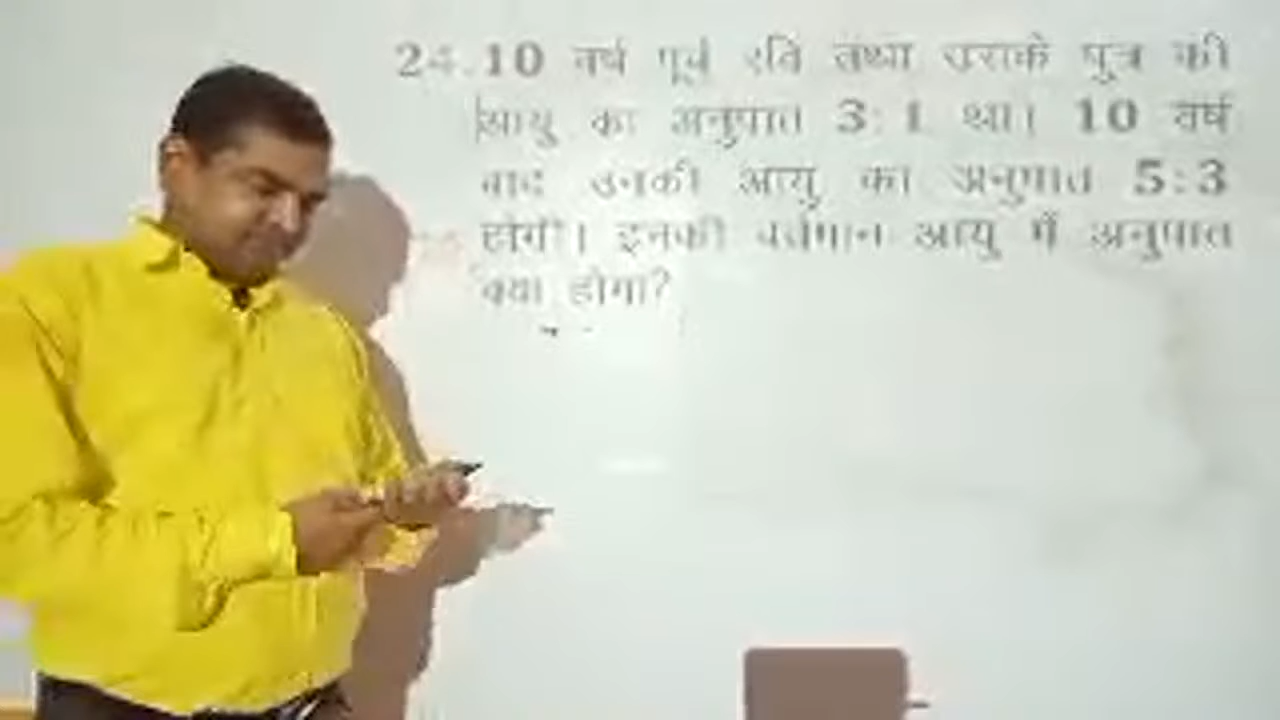 24. 10 वर्ष पूर्व रवि तथा उसके पुत्र की
आयु का अनुपात 3:1 था। 10 वर्ष
बाद उनकी आयु का अनुपात 5:3
होगी। इनकी वर्तमान आयु में अनुपात
क्या होगा?